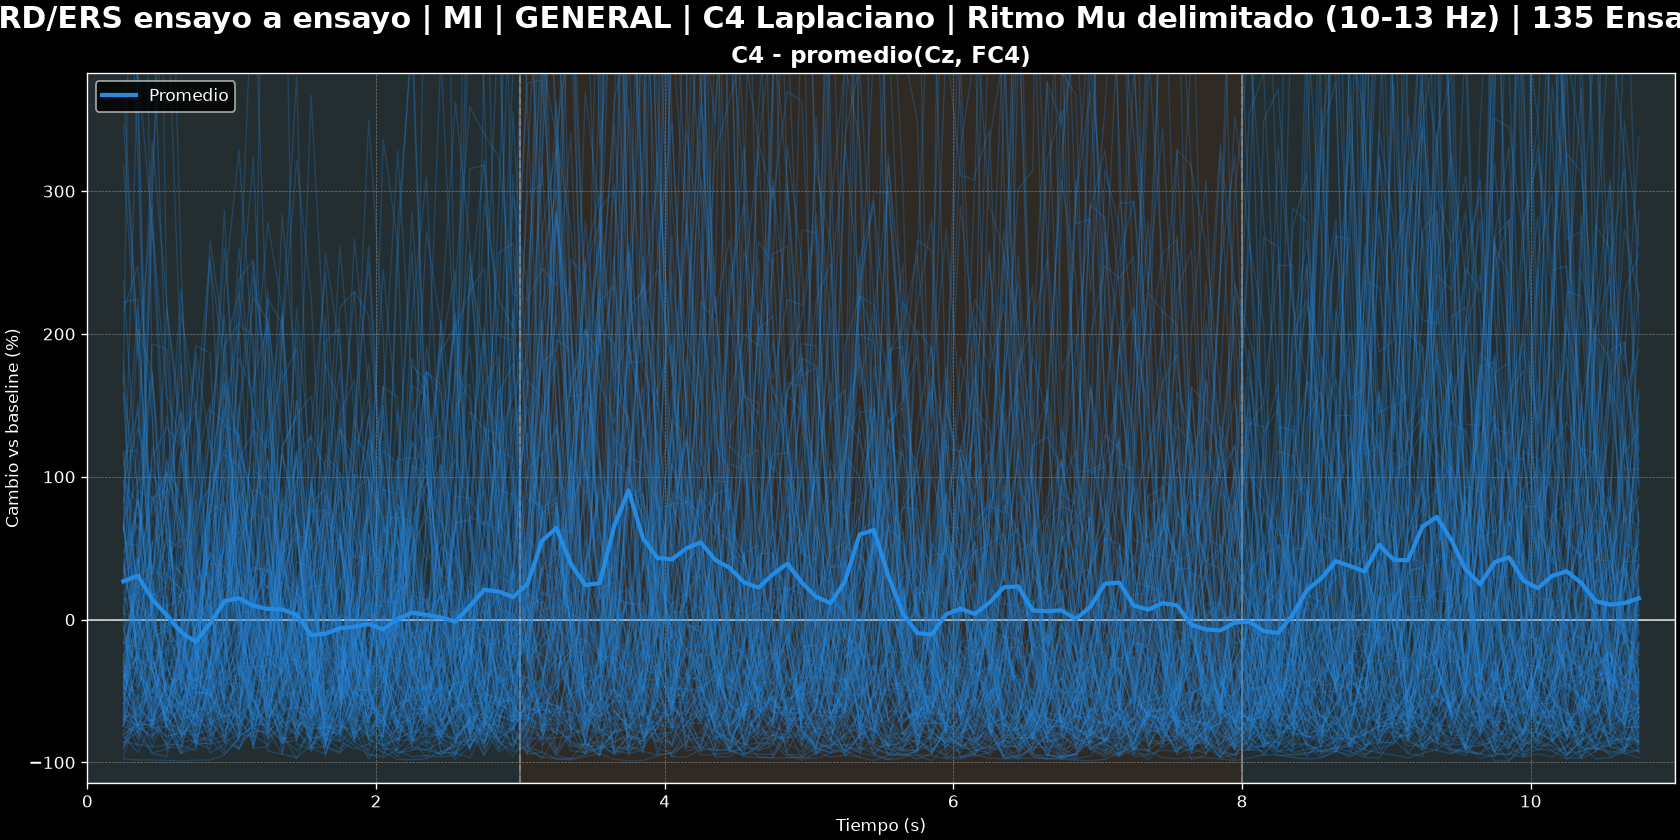 RD/ERS ensayo a ensayo | MI | GENERAL | C4 Laplaciano | Ritmo Mu delimitado (10-13 Hz) | 135 Ensa
C4 - promedio(Cz, FC4)
Promedio
Cambio vs baseline (%)
300
200
100
0
−100
0 2 4 6 8 10
Tiempo (s)